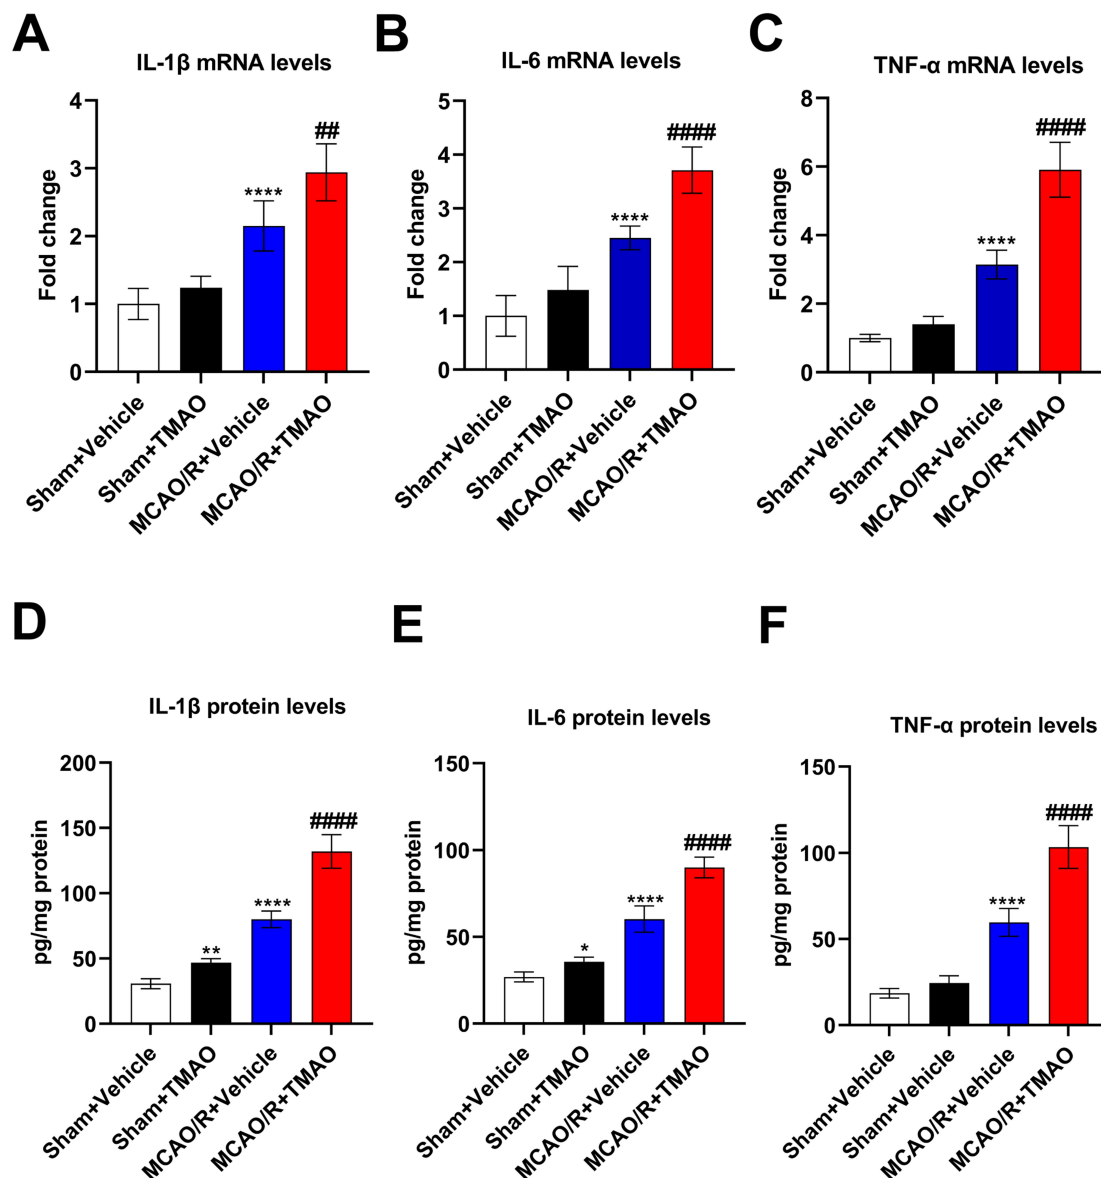 A
IL-1β mRNA levels
Fold change
4
3
2
1
0
****
##
Sham+Vehicle
Sham+TMAO
MCAO/R+Vehicle
MCAO/R+TMAO
B
IL-6 mRNA levels
Fold change
5
4
3
2
1
0
****
####
Sham+Vehicle
Sham+TMAO
MCAO/R+Vehicle
MCAO/R+TMAO
C
TNF-α mRNA levels
Fold change
8
6
4
2
0
****
####
Sham+Vehicle
Sham+TMAO
MCAO/R+Vehicle
MCAO/R+TMAO
D
IL-1β protein levels
pg/mg protein
200
150
100
50
0
**
****
####
Sham+Vehicle
Sham+TMAO
MCAO/R+Vehicle
MCAO/R+TMAO
E
IL-6 protein levels
pg/mg protein
150
100
50
0
*
****
####
Sham+Vehicle
Sham+TMAO
MCAO/R+Vehicle
MCAO/R+TMAO
F
TNF-α protein levels
pg/mg protein
150
100
50
0
****
####
Sham+Vehicle
Sham+Vehicle
MCAO/R+Vehicle
MCAO/R+TMAO